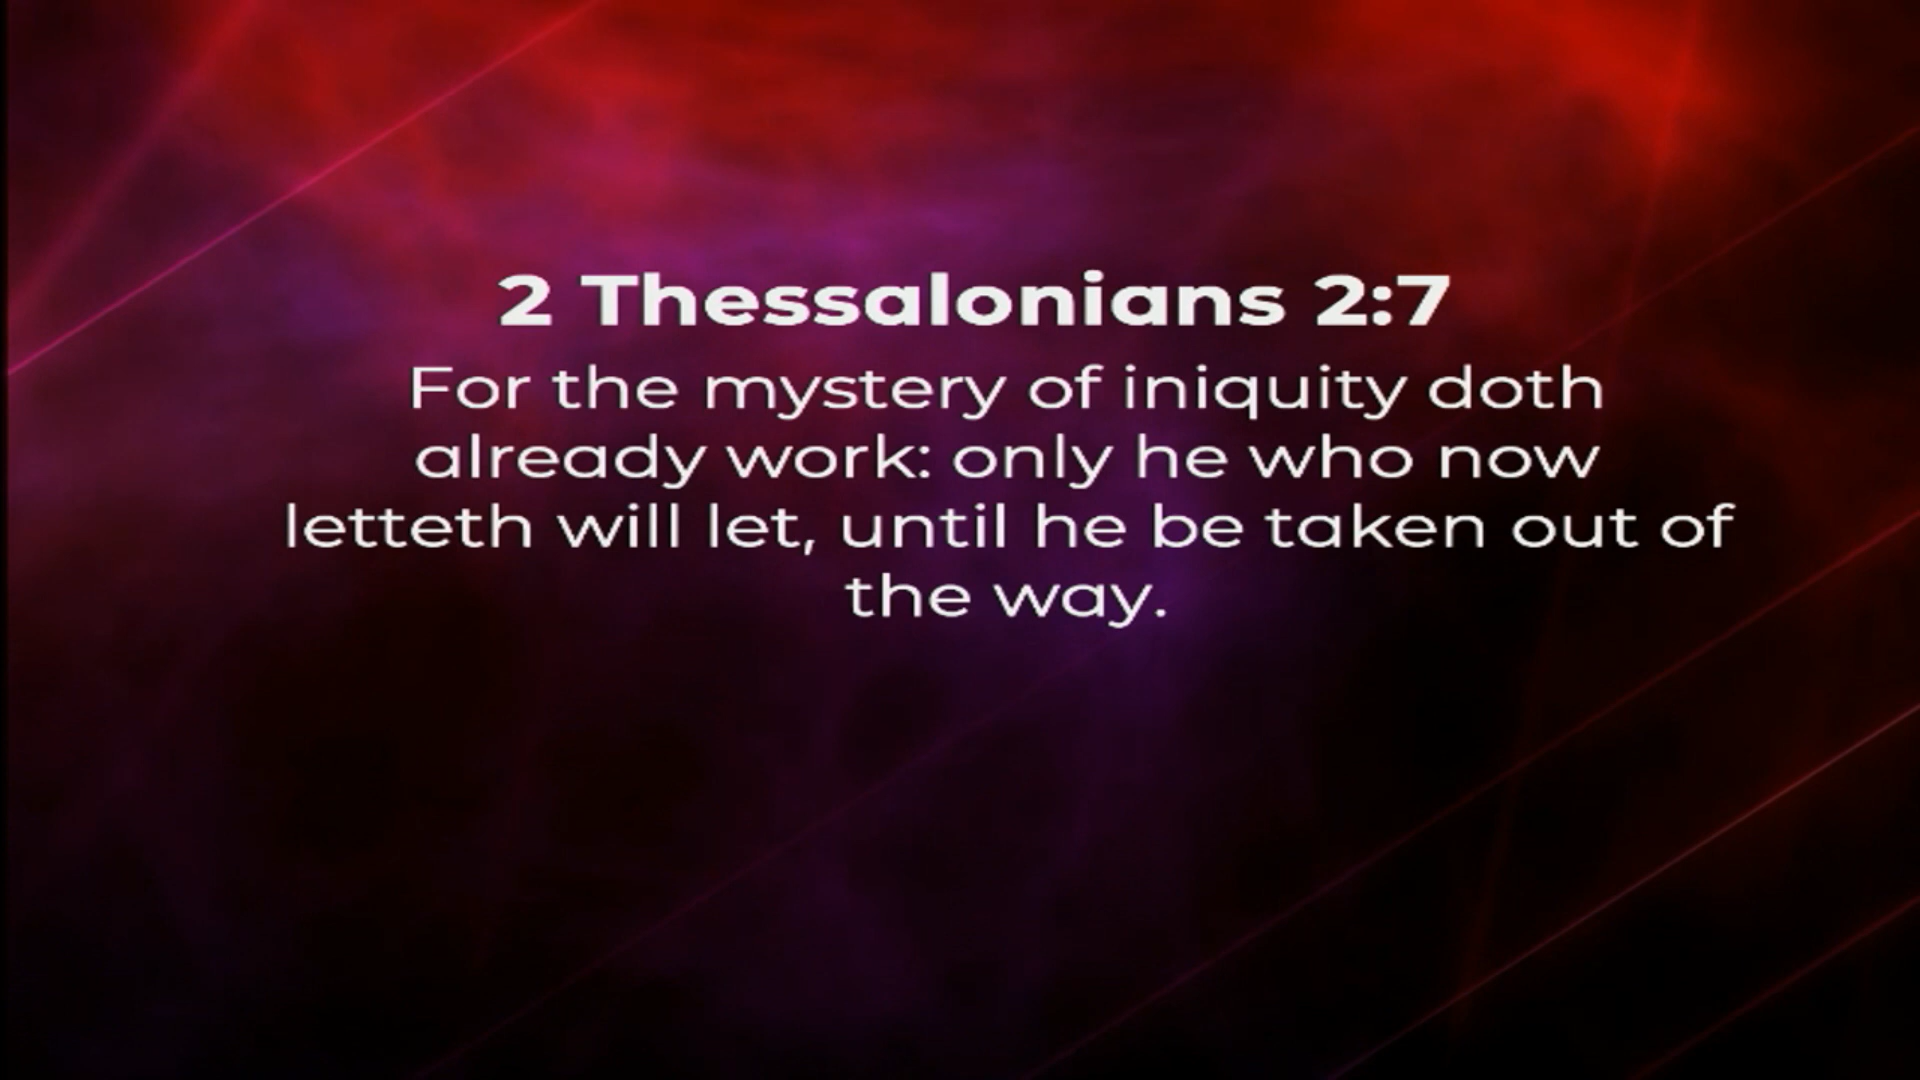 2 Thessalonians 2:7
For the mystery of iniquity doth
already work: only he who now
letteth will let, until he be taken out of
the way.